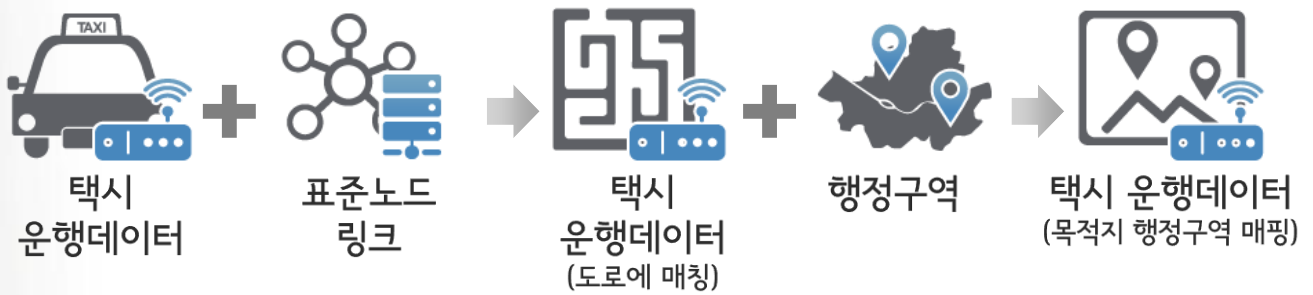 TAXI
택시
운행데이터
표준노드
링크
택시
운행데이터
(도로에 매칭)
행정구역
택시 운행데이터
(목적지 행정구역 매핑)